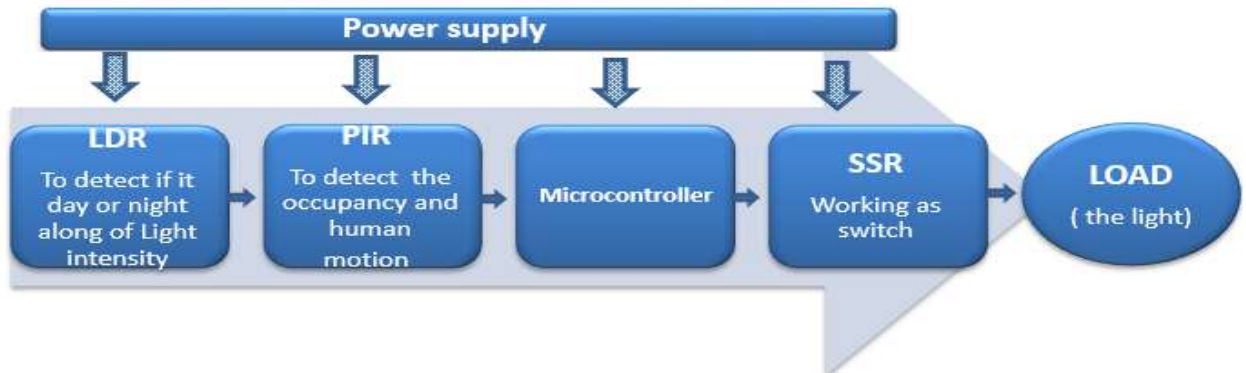 Power supply
LDR
To detect if it
day or night
along of Light
intensity
PIR
To detect the
occupancy and
human
motion
Microcontroller
SSR
Working as
switch
LOAD
( the light)